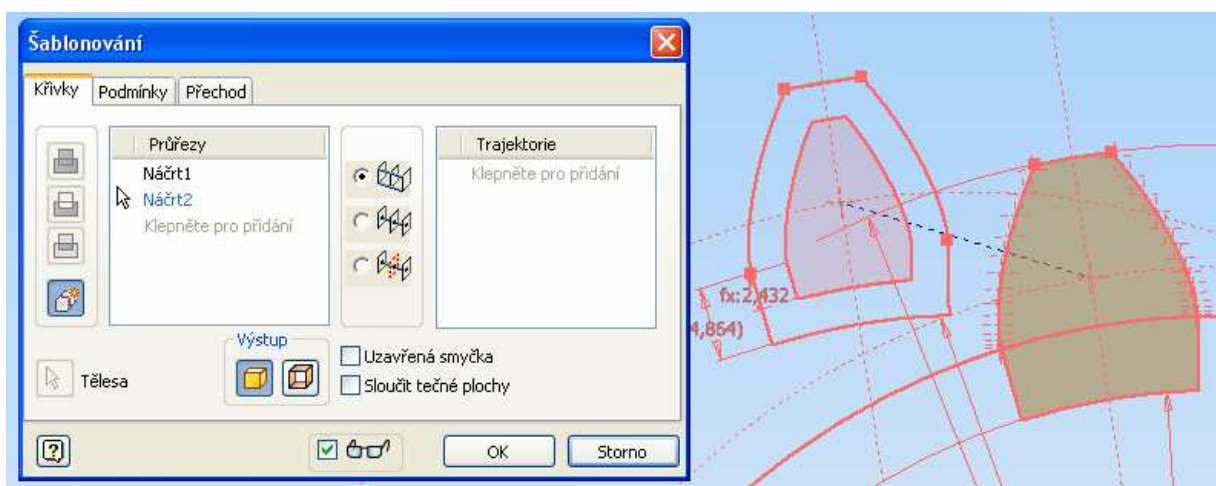 Šablonování
Křivky Podmínky Přechod
Průřezy
Náčrt1
Náčrt2
Klepněte pro přidání
Trajektorie
Klepněte pro přidání
Výstup
Tělesa
Uzavřená smyčka
Sloučit tečné plochy
OK
Storno
fx:2,432
4,864)